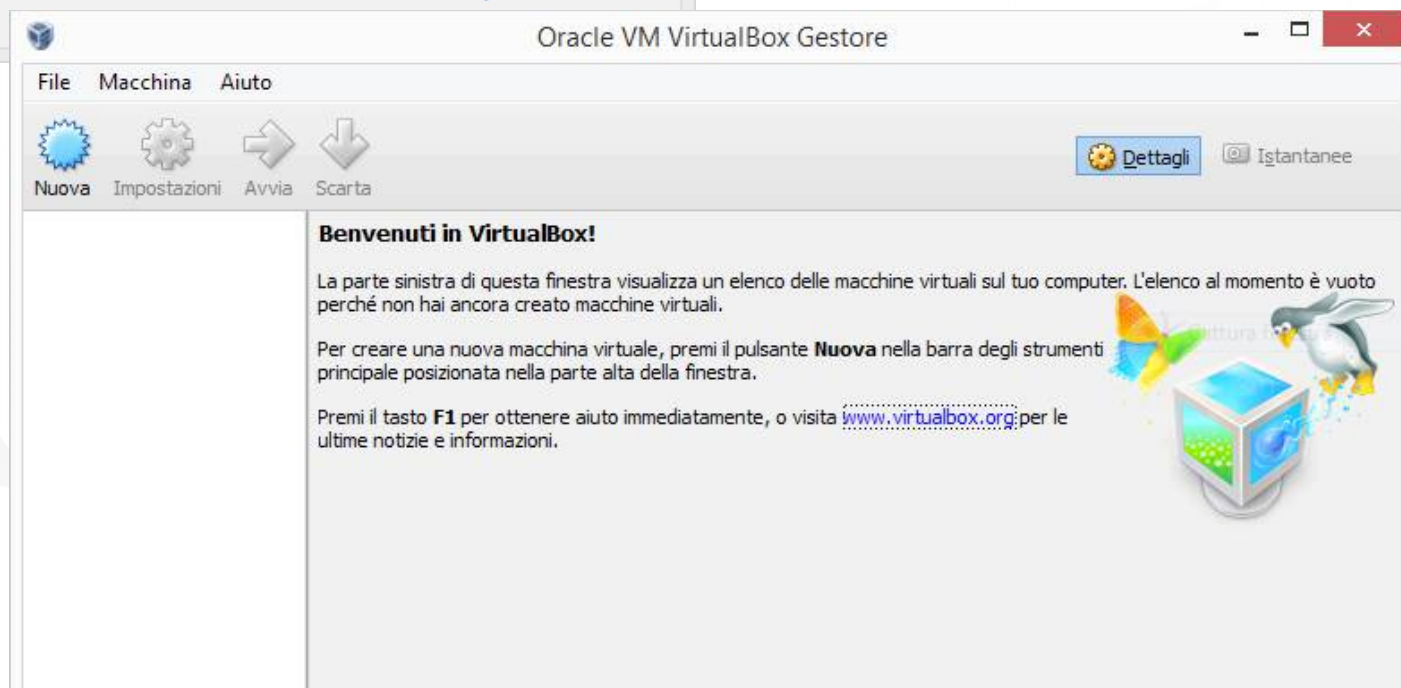 Oracle VM VirtualBox Gestore
File Macchina Aiuto
Nuova Impostazioni Avvia Scarta
Dettagli Istantanee
Benvenuti in VirtualBox!
La parte sinistra di questa finestra visualizza un elenco delle macchine virtuali sul tuo computer. L'elenco al momento è vuoto
perché non hai ancora creato macchine virtuali.
Per creare una nuova macchina virtuale, premi il pulsante Nuova nella barra degli strumenti
principale posizionata nella parte alta della finestra.
Premi il tasto F1 per ottenere aiuto immediatamente, o visita www.virtualbox.org per le
ultime notizie e informazioni.